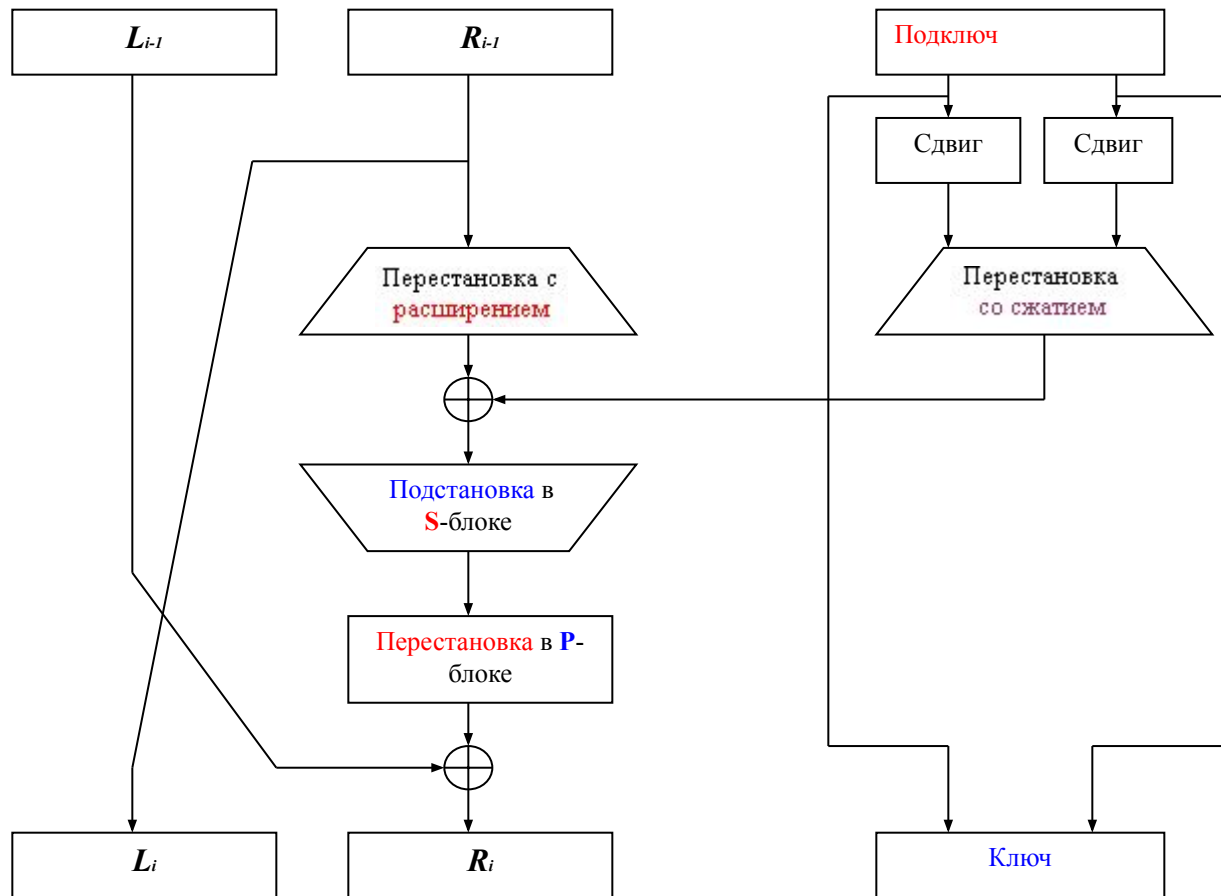 Li-1
Ri-1
Подключ
Сдвиг
Сдвиг
Перестановка с
расширением
Перестановка
со сжатием
Подстановка в
S-блоке
Перестановка в P-
блоке
Li
Ri
Ключ